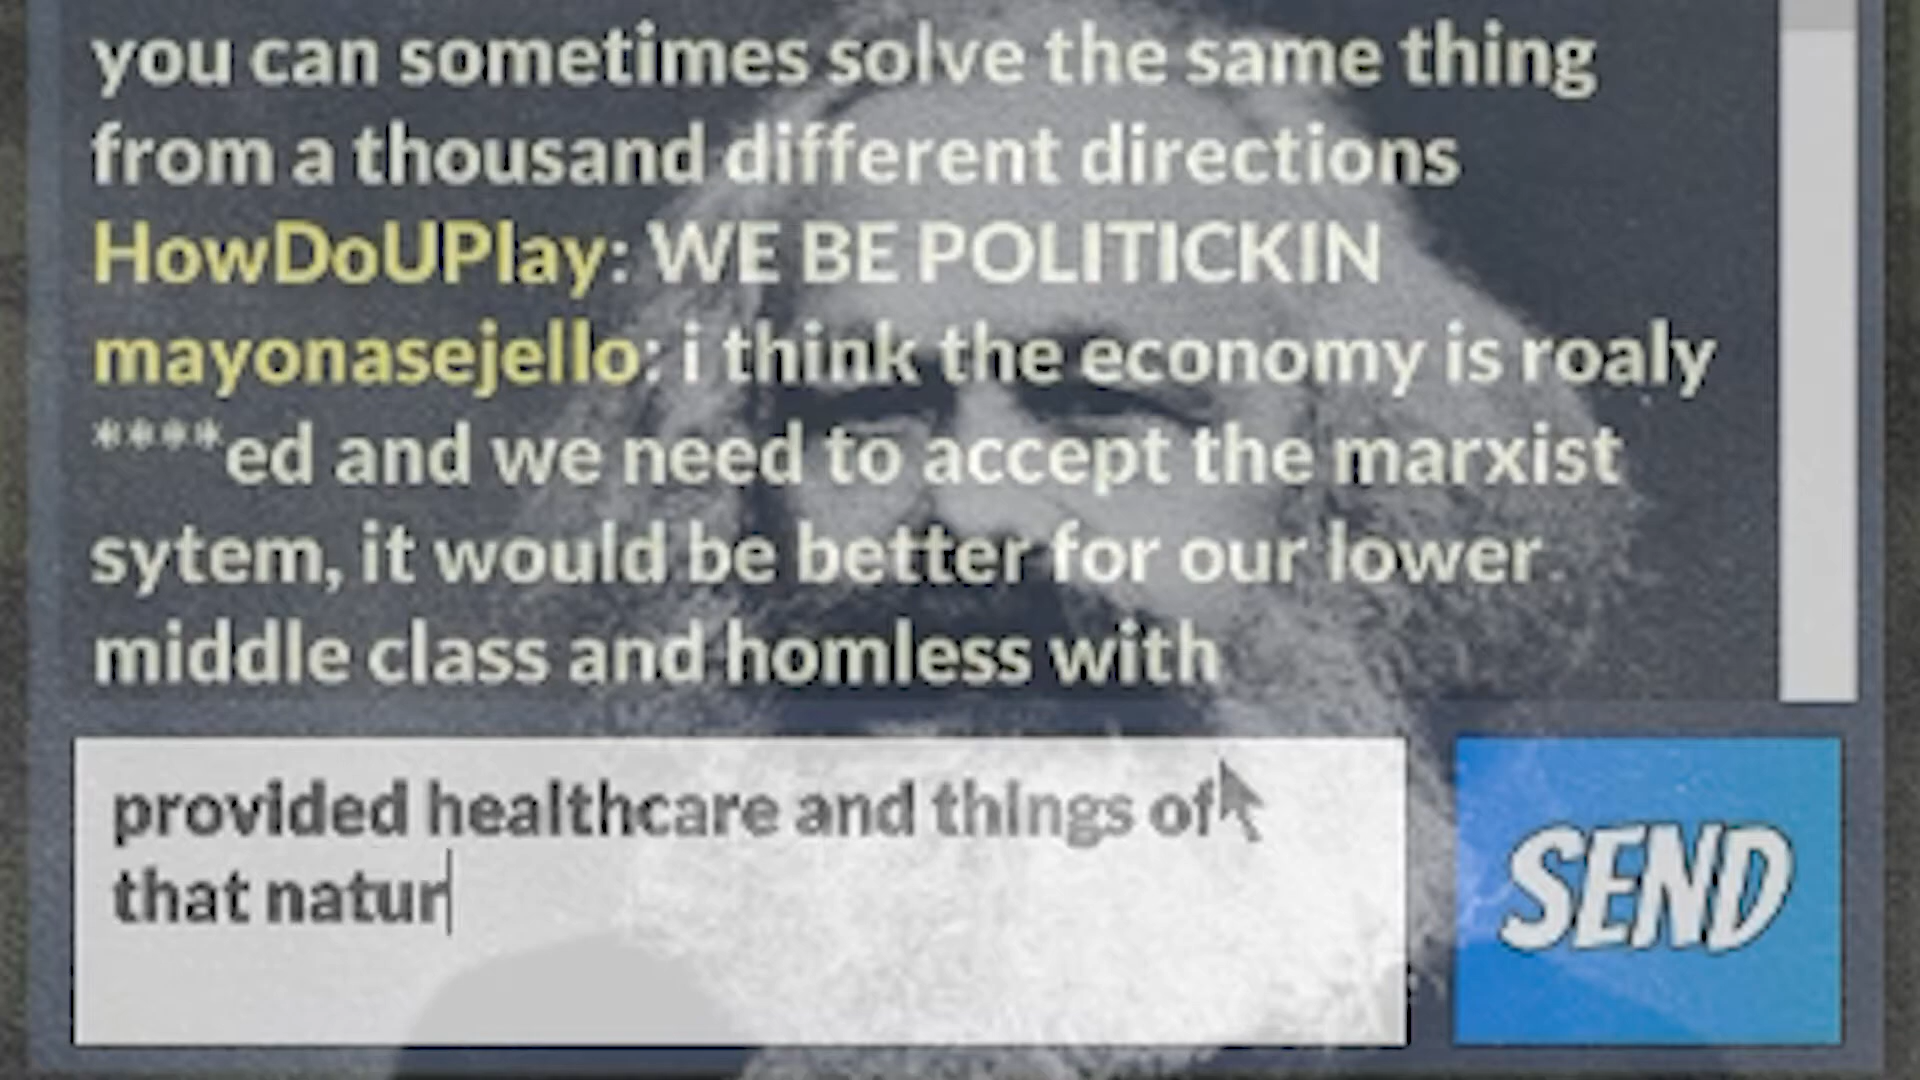 you can sometimes solve the same thing
from a thousand different directions
HowDoUPlay: WE BE POLITICKIN
mayonasejello: i think the economy is roaly
****ed and we need to accept the marxist
sytem, it would be better for our lower
middle class and homless with
provided healthcare and things of
that natur
SEND